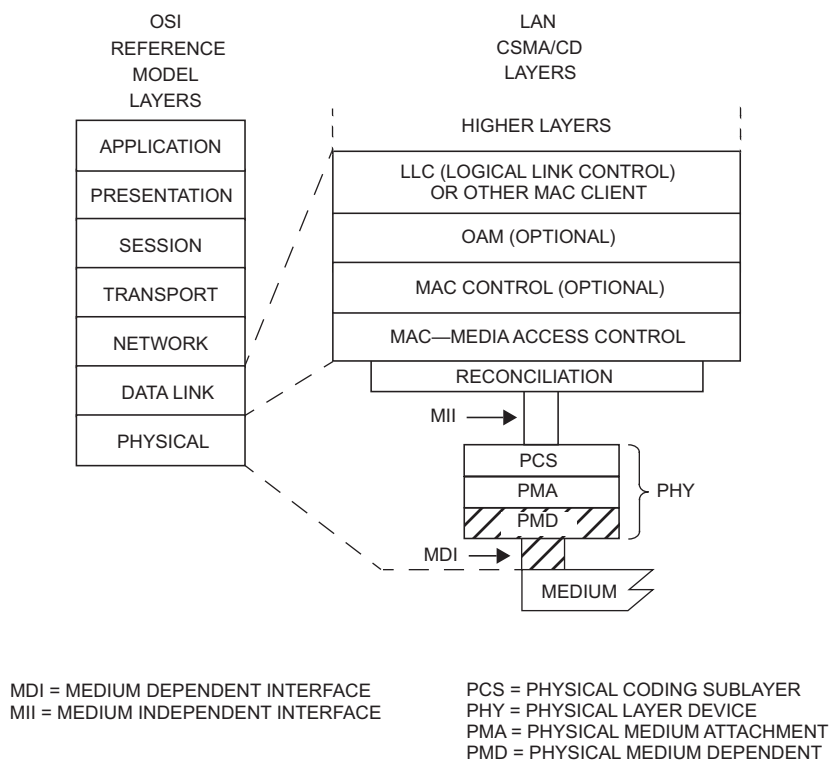 OSI
REFERENCE
MODEL
LAYERS
APPLICATION
PRESENTATION
SESSION
TRANSPORT
NETWORK
DATA LINK
PHYSICAL
LAN
CSMA/CD
LAYERS
HIGHER LAYERS
LLC (LOGICAL LINK CONTROL)
OR OTHER MAC CLIENT
OAM (OPTIONAL)
MAC CONTROL (OPTIONAL)
MAC—MEDIA ACCESS CONTROL
RECONCILIATION
MII
PCS
PMA
PHY
PMD
MDI
MEDIUM
MDI = MEDIUM DEPENDENT INTERFACE
MII = MEDIUM INDEPENDENT INTERFACE
PCS = PHYSICAL CODING SUBLAYER
PHY = PHYSICAL LAYER DEVICE
PMA = PHYSICAL MEDIUM ATTACHMENT
PMD = PHYSICAL MEDIUM DEPENDENT